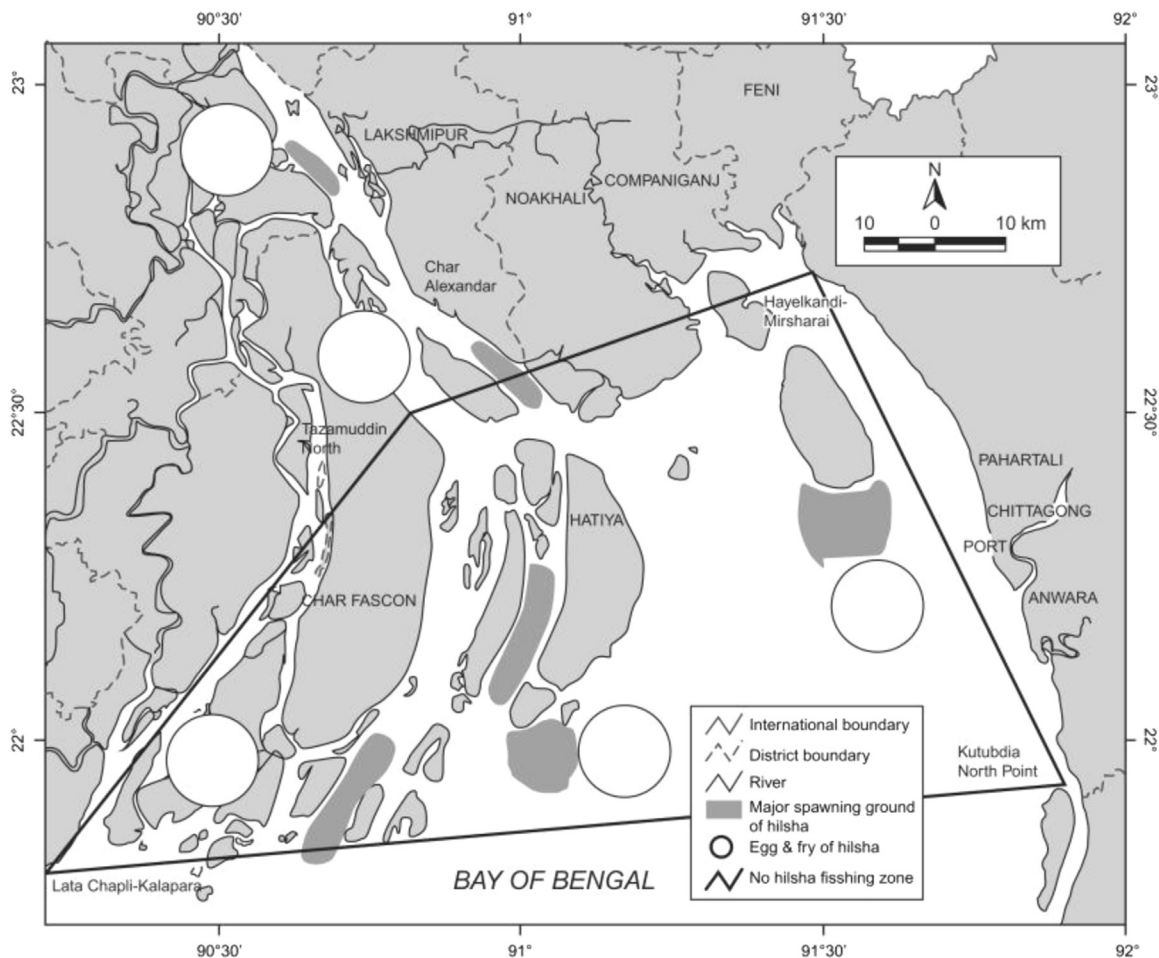 90°30'
91°
91°30'
92°
23°
23°
FENI
LAKSHMIPUR
COMPANIGANJ
NOAKHALI
N
10 0 10 km
Char
Alexandar
Hayelkandi-
Mirsharai
22°30'
22°30'
Tazamuddin
North
PAHARTALI
CHITTAGONG
HATIYA
PORT
CHAR FASCON
ANWARA
22°
22°
Kutubdia
North Point
International boundary
District boundary
River
Major spawning ground
of hilsha
Egg & fry of hilsha
No hilsha fisshing zone
Lata Chapli-Kalapara
BAY OF BENGAL
90°30'
91°
91°30'
92°